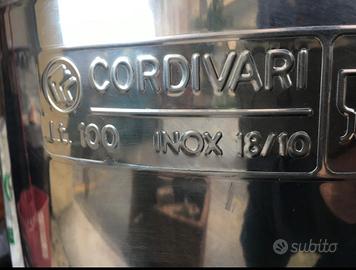 CORDIVARI
Lt. 100 INOX 18/10
subito